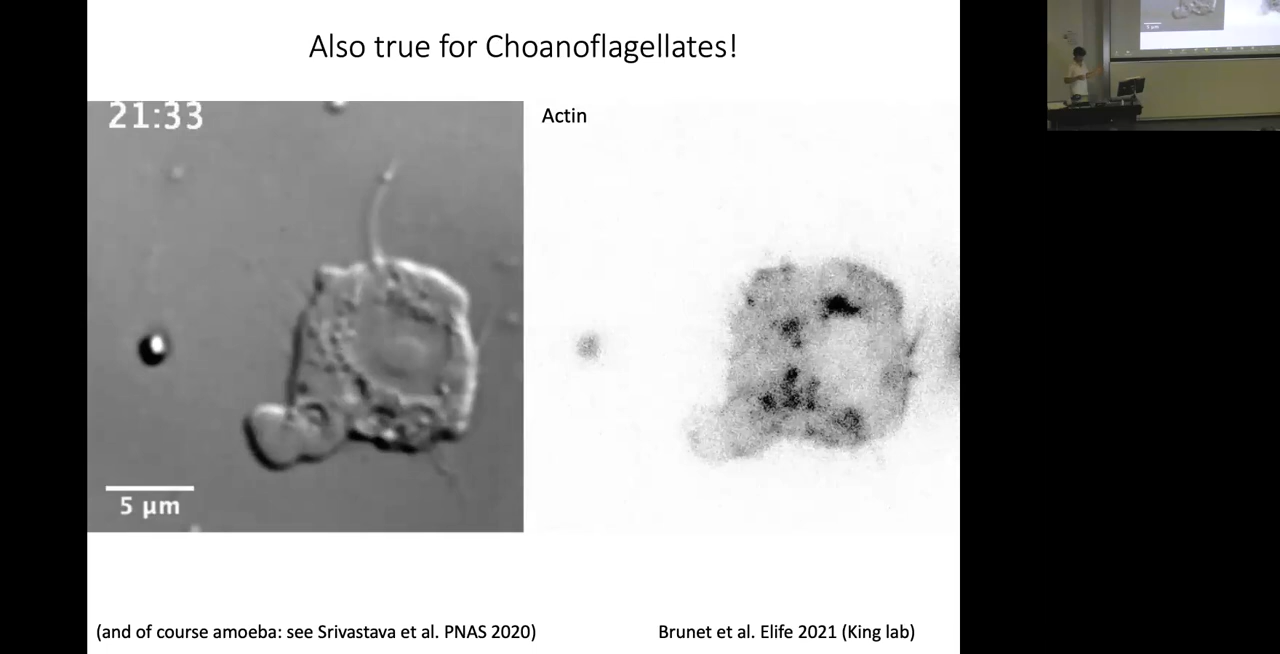 Also true for Choanoflagellates!
21:33
Actin
5 µm
(and of course amoeba: see Srivastava et al. PNAS 2020)
Brunet et al. Elife 2021 (King lab)